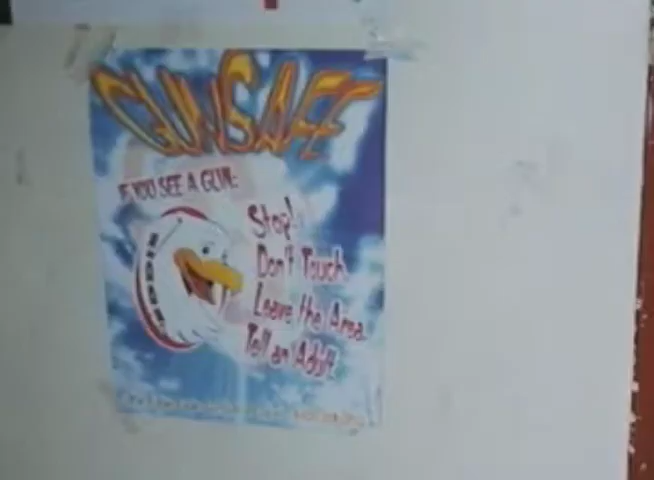 GUNSAFE
IF YOU SEE A GUN:
Stop!
Don't Touch
Leave the Area
Tell an Adult